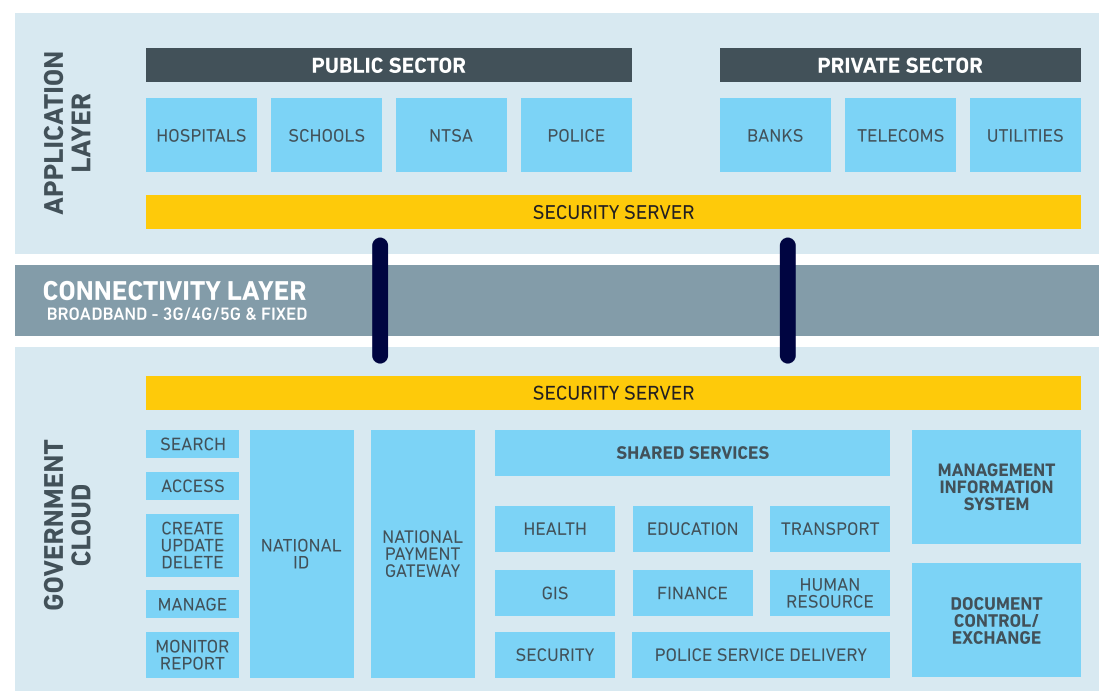 APPLICATION
LAYER
PUBLIC SECTOR
PRIVATE SECTOR
HOSPITALS
SCHOOLS
NTSA
POLICE
BANKS
TELECOMS
UTILITIES
SECURITY SERVER
CONNECTIVITY LAYER
BROADBAND - 3G/4G/5G & FIXED
GOVERNMENT
CLOUD
SECURITY SERVER
SEARCH
ACCESS
CREATE
UPDATE
DELETE
MANAGE
MONITOR
REPORT
NATIONAL
ID
NATIONAL
PAYMENT
GATEWAY
SHARED SERVICES
HEALTH
EDUCATION
TRANSPORT
GIS
FINANCE
HUMAN
RESOURCE
SECURITY
POLICE SERVICE DELIVERY
MANAGEMENT
INFORMATION
SYSTEM
DOCUMENT
CONTROL/
EXCHANGE